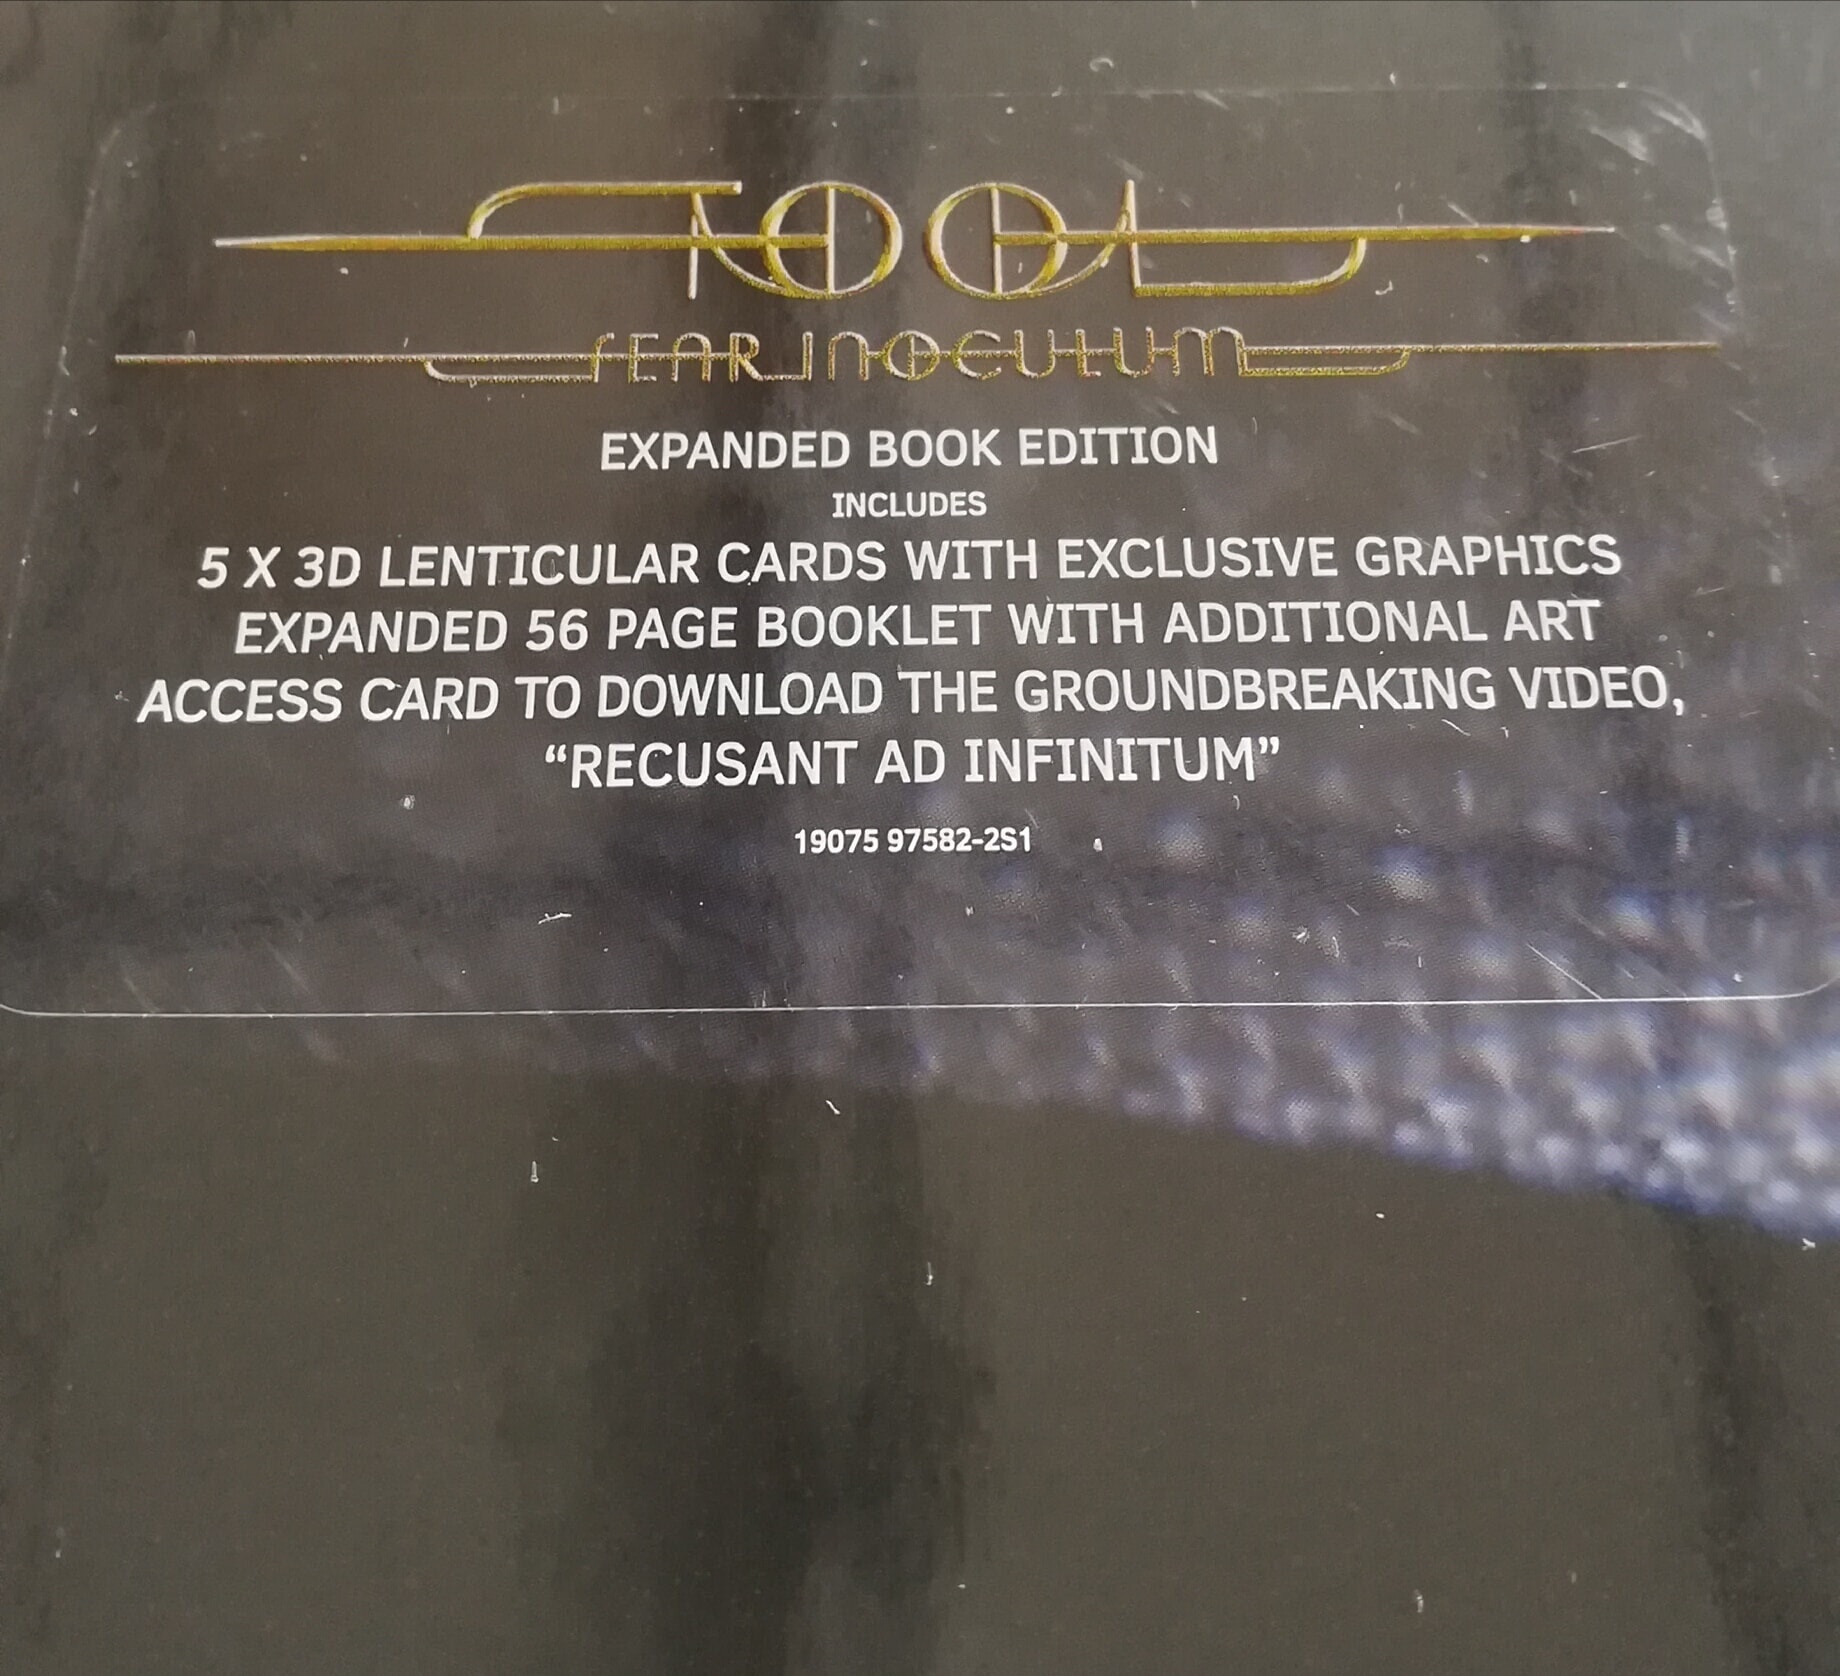 TOOL
FEAR INOCULUM
EXPANDED BOOK EDITION
INCLUDES
5 X 3D LENTICULAR CARDS WITH EXCLUSIVE GRAPHICS
EXPANDED 56 PAGE BOOKLET WITH ADDITIONAL ART
ACCESS CARD TO DOWNLOAD THE GROUNDBREAKING VIDEO,
“RECUSANT AD INFINITUM”
19075 97582-2S1